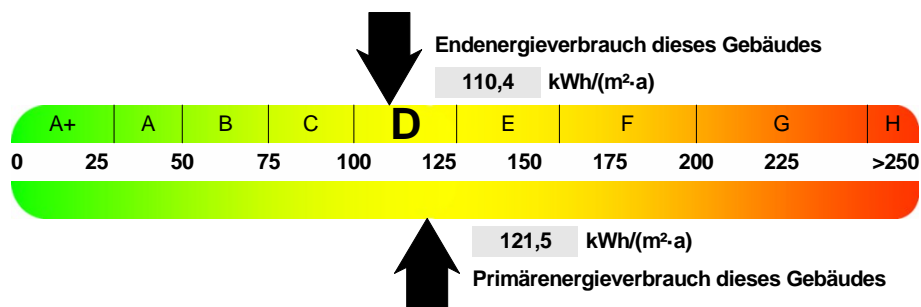 Endenergieverbrauch dieses Gebäudes
110,4 kWh/(m²·a)
A+ A B C D E F G H
0 25 50 75 100 125 150 175 200 225 >250
121,5 kWh/(m²·a)
Primärenergieverbrauch dieses Gebäudes